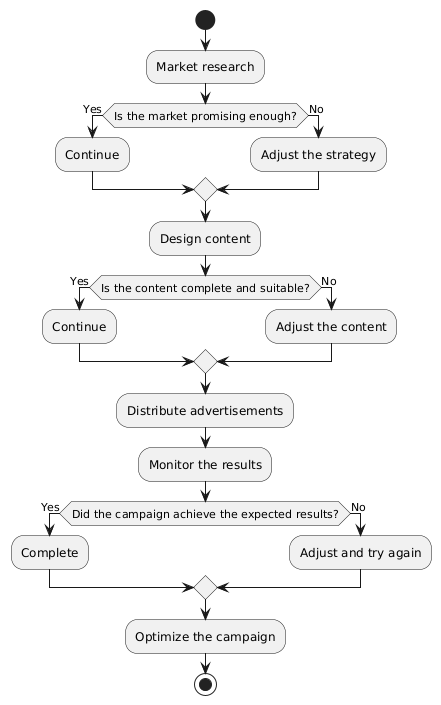 Market research
Yes
Is the market promising enough?
No
Continue
Adjust the strategy
Design content
Yes
Is the content complete and suitable?
No
Continue
Adjust the content
Distribute advertisements
Monitor the results
Yes
Did the campaign achieve the expected results?
No
Complete
Adjust and try again
Optimize the campaign